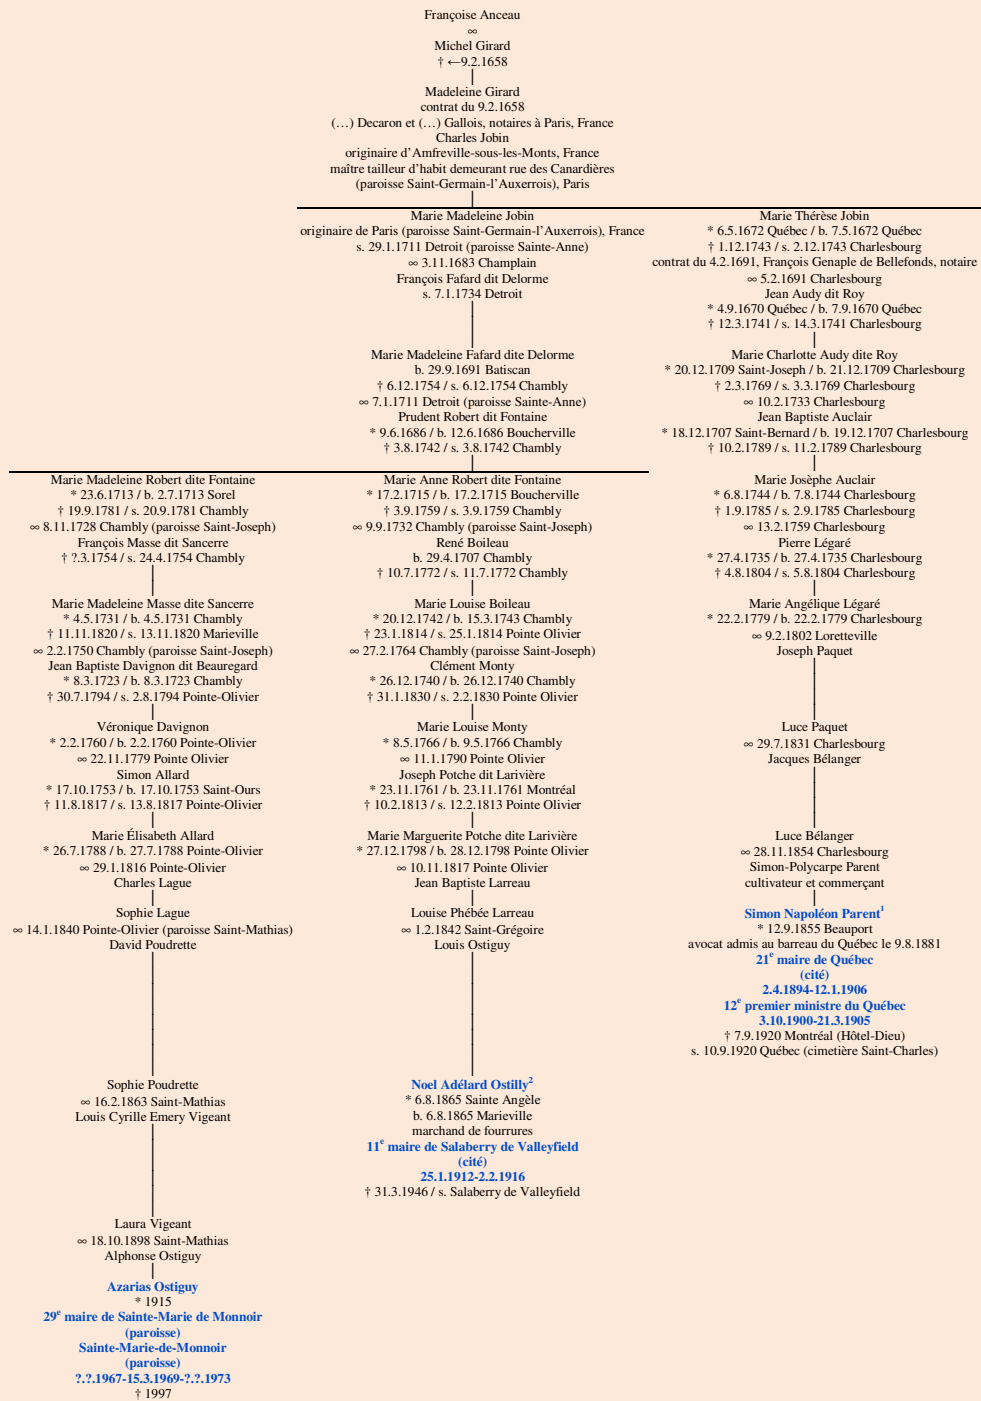 Françoise Anceau
∞
Michel Girard
† ←9.2.1658
Madeleine Girard
contrat du 9.2.1658
(…) Decaron et (…) Gallois, notaires à Paris, France
Charles Jobin
originaire d’Amfreville-sous-les-Monts, France
maître tailleur d’habit demeurant rue des Canardières
(paroisse Saint-Germain-l’Auxerrois), Paris
Marie Madeleine Jobin
originaire de Paris (paroisse Saint-Germain-l’Auxerrois), France
s. 29.1.1711 Detroit (paroisse Sainte-Anne)
∞ 3.11.1683 Champlain
François Fafard dit Delorme
s. 7.1.1734 Detroit
Marie Thérèse Jobin
* 6.5.1672 Québec / b. 7.5.1672 Québec
† 1.12.1743 / s. 2.12.1743 Charlesbourg
contrat du 4.2.1691, François Genaple de Bellefonds, notaire
∞ 5.2.1691 Charlesbourg
Jean Audy dit Roy
* 4.9.1670 Québec / b. 7.9.1670 Québec
† 12.3.1741 / s. 14.3.1741 Charlesbourg
Marie Madeleine Fafard dite Delorme
b. 29.9.1691 Batiscan
† 6.12.1754 / s. 6.12.1754 Chambly
∞ 7.1.1711 Detroit (paroisse Sainte-Anne)
Prudent Robert dit Fontaine
* 9.6.1686 / b. 12.6.1686 Boucherville
† 3.8.1742 / s. 3.8.1742 Chambly
Marie Charlotte Audy dite Roy
* 20.12.1709 Saint-Joseph / b. 21.12.1709 Charlesbourg
† 2.3.1769 / s. 3.3.1769 Charlesbourg
∞ 10.2.1733 Charlesbourg
Jean Baptiste Auclair
* 18.12.1707 Saint-Bernard / b. 19.12.1707 Charlesbourg
† 10.2.1789 / s. 11.2.1789 Charlesbourg
Marie Madeleine Robert dite Fontaine
* 23.6.1713 / b. 2.7.1713 Sorel
† 19.9.1781 / s. 20.9.1781 Chambly
∞ 8.11.1728 Chambly (paroisse Saint-Joseph)
François Masse dit Sancerre
† ?.3.1754 / s. 24.4.1754 Chambly
Marie Anne Robert dite Fontaine
* 17.2.1715 / b. 17.2.1715 Boucherville
† 3.9.1759 / s. 3.9.1759 Chambly
∞ 9.9.1732 Chambly (paroisse Saint-Joseph)
René Boileau
b. 29.4.1707 Chambly
† 10.7.1772 / s. 11.7.1772 Chambly
Marie Josèphe Auclair
* 6.8.1744 / b. 7.8.1744 Charlesbourg
† 1.9.1785 / s. 2.9.1785 Charlesbourg
∞ 13.2.1759 Charlesbourg
Pierre Légaré
* 27.4.1735 / b. 27.4.1735 Charlesbourg
† 4.8.1804 / s. 5.8.1804 Charlesbourg
Marie Madeleine Masse dite Sancerre
* 4.5.1731 / b. 4.5.1731 Chambly
† 11.11.1820 / s. 13.11.1820 Marieville
∞ 2.2.1750 Chambly (paroisse Saint-Joseph)
Jean Baptiste Davignon dit Beauregard
* 8.3.1723 / b. 8.3.1723 Chambly
† 30.7.1794 / s. 2.8.1794 Pointe-Olivier
Marie Louise Boileau
* 20.12.1742 / b. 15.3.1743 Chambly
† 23.1.1814 / s. 25.1.1814 Pointe Olivier
∞ 27.2.1764 Chambly (paroisse Saint-Joseph)
Clément Monty
* 26.12.1740 / b. 26.12.1740 Chambly
† 31.1.1830 / s. 2.2.1830 Pointe Olivier
Marie Angélique Légaré
* 22.2.1779 / b. 22.2.1779 Charlesbourg
∞ 9.2.1802 Loretteville
Joseph Paquet
Véronique Davignon
* 2.2.1760 / b. 2.2.1760 Pointe-Olivier
∞ 22.11.1779 Pointe Olivier
Simon Allard
* 17.10.1753 / b. 17.10.1753 Saint-Ours
† 11.8.1817 / s. 13.8.1817 Pointe-Olivier
Marie Louise Monty
* 8.5.1766 / b. 9.5.1766 Chambly
∞ 11.1.1790 Pointe Olivier
Joseph Potche dit Larivière
* 23.11.1761 / b. 23.11.1761 Montréal
† 10.2.1813 / s. 12.2.1813 Pointe Olivier
Luce Paquet
∞ 29.7.1831 Charlesbourg
Jacques Bélanger
Marie Élisabeth Allard
* 26.7.1788 / b. 27.7.1788 Pointe-Olivier
∞ 29.1.1816 Pointe-Olivier
Charles Lague
Marie Marguerite Potche dite Larivière
* 27.12.1798 / b. 28.12.1798 Pointe Olivier
∞ 10.11.1817 Pointe Olivier
Jean Baptiste Larreau
Luce Bélanger
∞ 28.11.1854 Charlesbourg
Simon-Polycarpe Parent
cultivateur et commerçant
Sophie Lague
∞ 14.1.1840 Pointe-Olivier (paroisse Saint-Mathias)
David Poudrette
Louise Phébée Larreau
∞ 1.2.1842 Saint-Grégoire
Louis Ostiguy
Simon Napoléon Parent¹
* 12.9.1855 Beauport
avocat admis au barreau du Québec le 9.8.1881
21ᵉ maire de Québec
(cité)
2.4.1894-12.1.1906
12ᵉ premier ministre du Québec
3.10.1900-21.3.1905
† 7.9.1920 Montréal (Hôtel-Dieu)
s. 10.9.1920 Québec (cimetière Saint-Charles)
Sophie Poudrette
∞ 16.2.1863 Saint-Mathias
Louis Cyrille Emery Vigeant
Noel Adélard Ostilly²
* 6.8.1865 Sainte Angèle
b. 6.8.1865 Marieville
marchand de fourrures
11ᵉ maire de Salaberry de Valleyfield
(cité)
25.1.1912-2.2.1916
† 31.3.1946 / s. Salaberry de Valleyfield
Laura Vigeant
∞ 18.10.1898 Saint-Mathias
Alphonse Ostiguy
Azarias Ostiguy
* 1915
29ᵉ maire de Sainte-Marie de Monnoir
(paroisse)
Sainte-Marie-de-Monnoir
(paroisse)
?.?.1967-15.3.1969-?.?.1973
† 1997